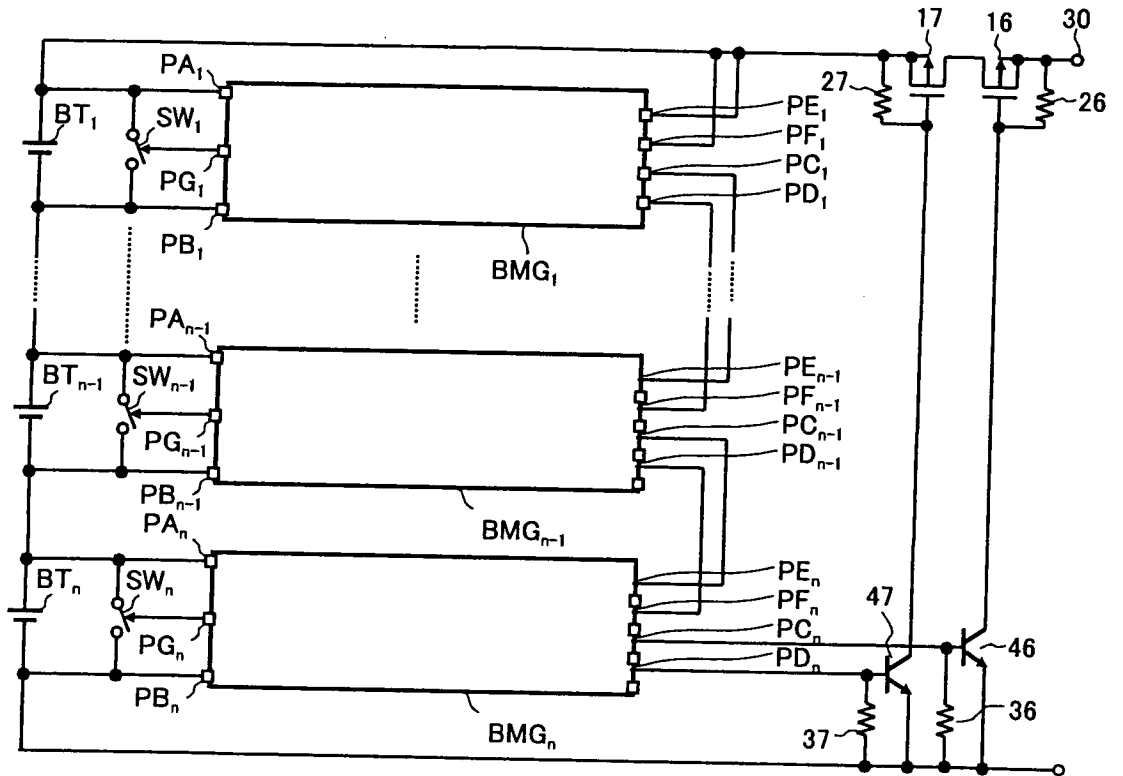 17
16
30
PA₁
27
26
BT₁
SW₁
PE₁
PF₁
PG₁
PC₁
PD₁
PB₁
BMG₁
PAₙ₋₁
BTₙ₋₁
SWₙ₋₁
PEₙ₋₁
PFₙ₋₁
PGₙ₋₁
PCₙ₋₁
PDₙ₋₁
PBₙ₋₁
BMGₙ₋₁
PAₙ
BTₙ
SWₙ
PEₙ
PFₙ
PGₙ
PCₙ
47
46
PDₙ
PBₙ
BMGₙ
37
36